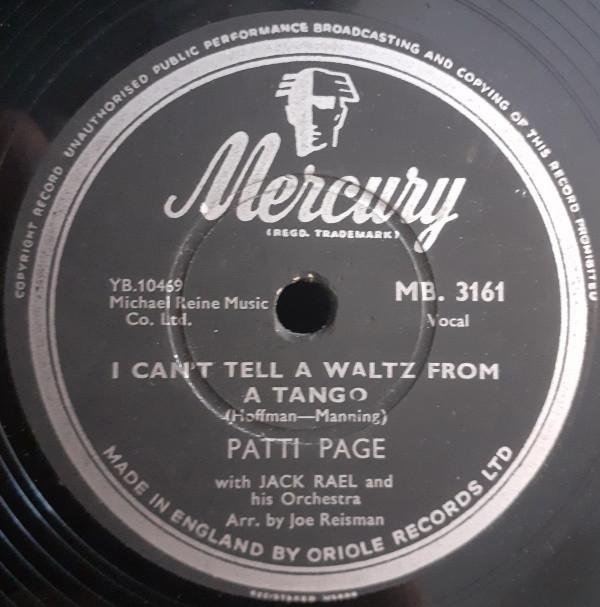 COPYRIGHT RECORD UNAUTHORISED PUBLIC PERFORMANCE BROADCASTING AND COPYING OF THIS RECORD PROHIBITED
Mercury
(REGD. TRADEMARK)
YB.10469
Michael Reine Music
Co. Ltd.
MB. 3161
Vocal
I CAN'T TELL A WALTZ FROM
A TANGO
(Hoffman—Manning)
PATTI PAGE
with JACK RAEL and
his Orchestra
Arr. by Joe Reisman
MADE IN ENGLAND BY ORIOLE RECORDS LTD
REGISTERED